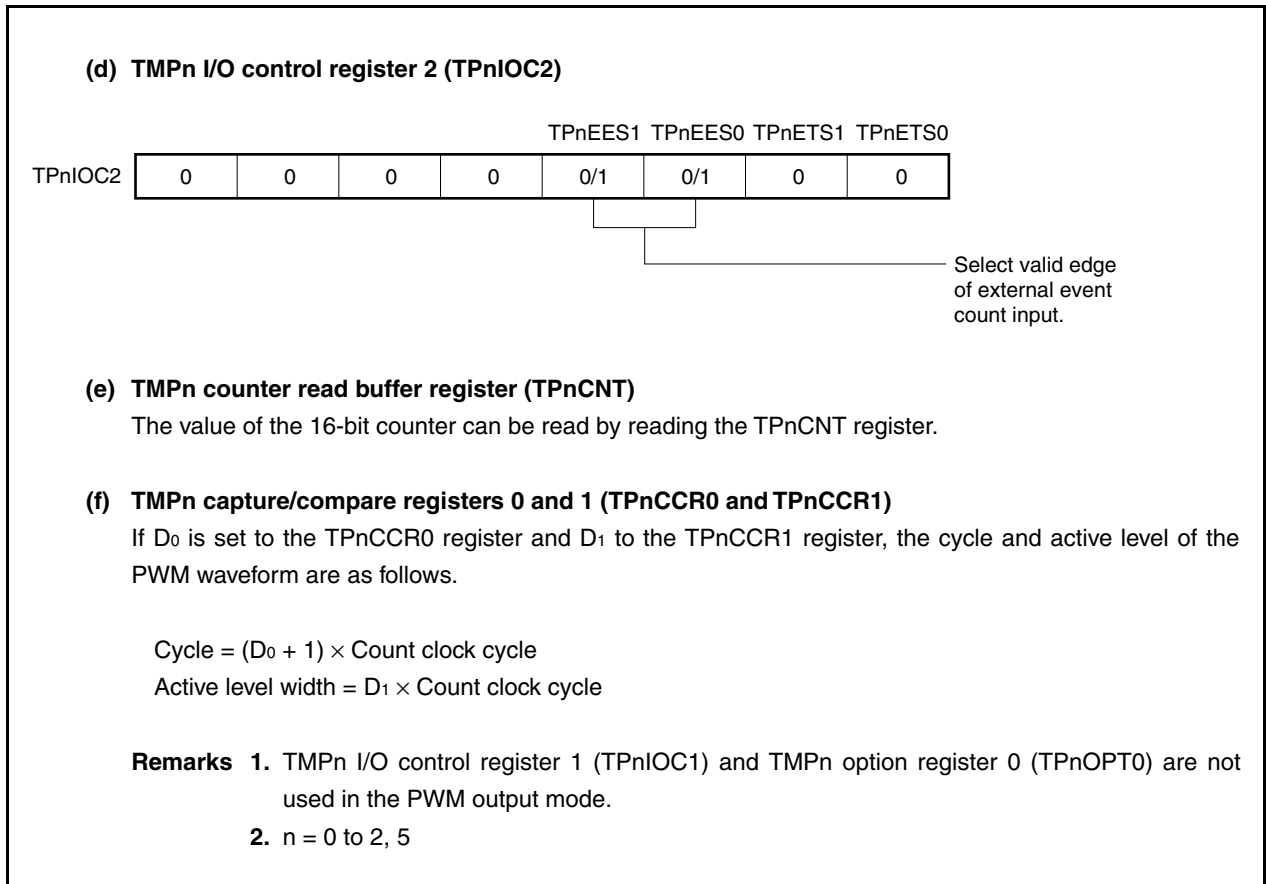 (d) TMPn I/O control register 2 (TPnIOC2)
TPnEES1 TPnEES0 TPnETS1 TPnETS0
TPnIOC2 0 0 0 0 0/1 0/1 0 0
Select valid edge
of external event
count input.
(e) TMPn counter read buffer register (TPnCNT)
The value of the 16-bit counter can be read by reading the TPnCNT register.
(f) TMPn capture/compare registers 0 and 1 (TPnCCR0 and TPnCCR1)
If D0 is set to the TPnCCR0 register and D1 to the TPnCCR1 register, the cycle and active level of the
PWM waveform are as follows.
Cycle = (D0 + 1) × Count clock cycle
Active level width = D1 × Count clock cycle
Remarks 1. TMPn I/O control register 1 (TPnIOC1) and TMPn option register 0 (TPnOPT0) are not
used in the PWM output mode.
2. n = 0 to 2, 5